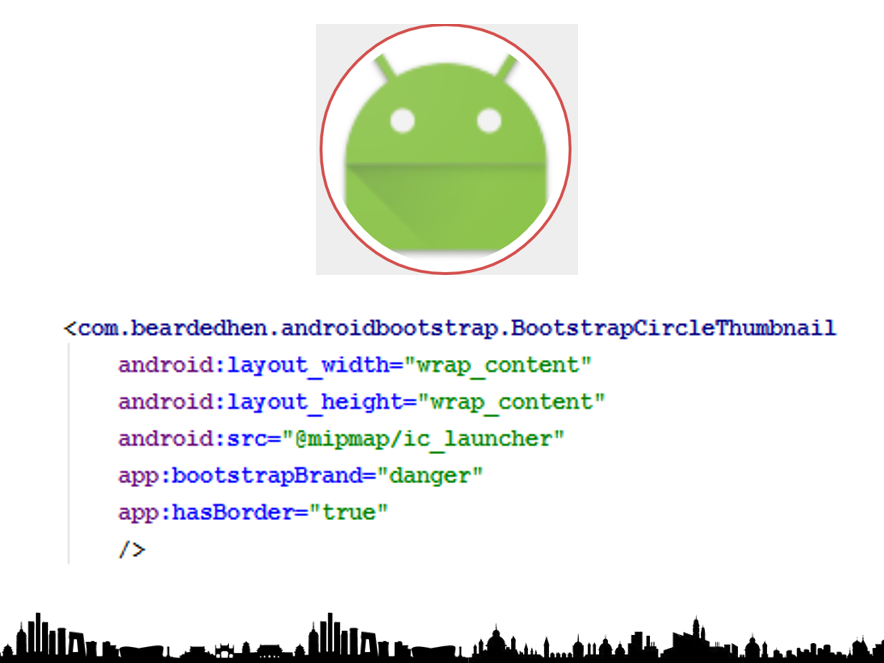 <com.beardedhen.androidbootstrap.BootstrapCircleThumbnail
android:layout_width="wrap_content"
android:layout_height="wrap_content"
android:src="@mipmap/ic_launcher"
app:bootstrapBrand="danger"
app:hasBorder="true"
/>